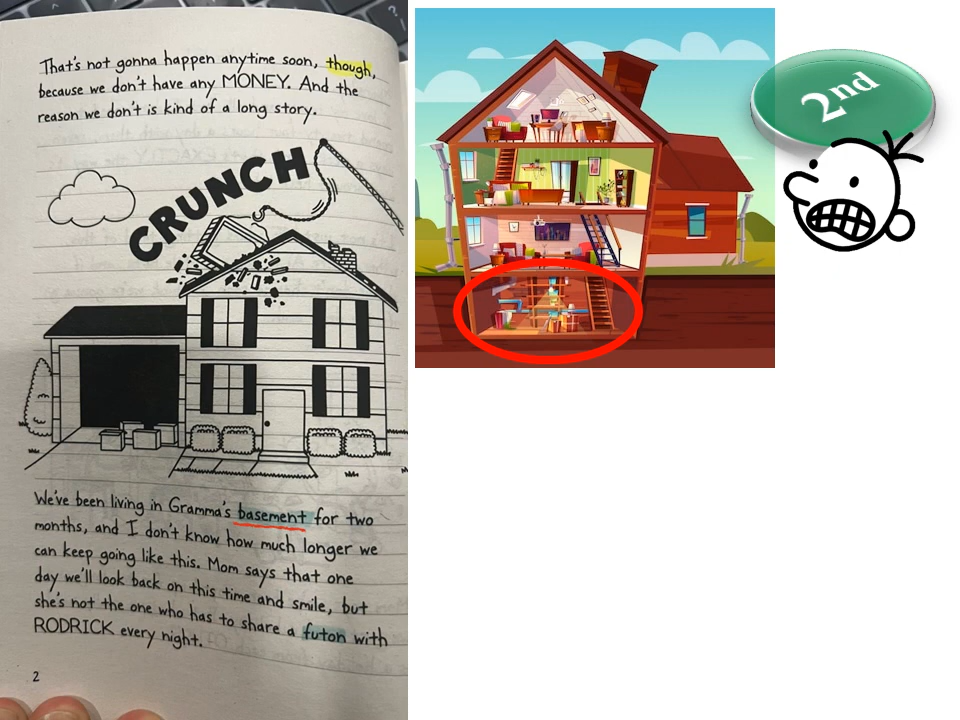 That's not gonna happen anytime soon, though,
because we don't have any MONEY. And the
reason we don't is kind of a long story.
CRUNCH
We've been living in Gramma's basement for two
months, and I don't know how much longer we
can keep going like this. Mom says that one
day we'll look back on this time and smile, but
she's not the one who has to share a futon with
RODRICK every night.
2
2nd